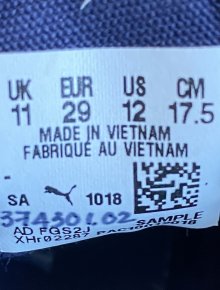 UK EUR US CM
11 29 12 17.5
MADE IN VIETNAM
FABRIQUÉ AU VIETNAM
SA 1018
374301.02 SAMPLE
AD FGS2J
XHr02287